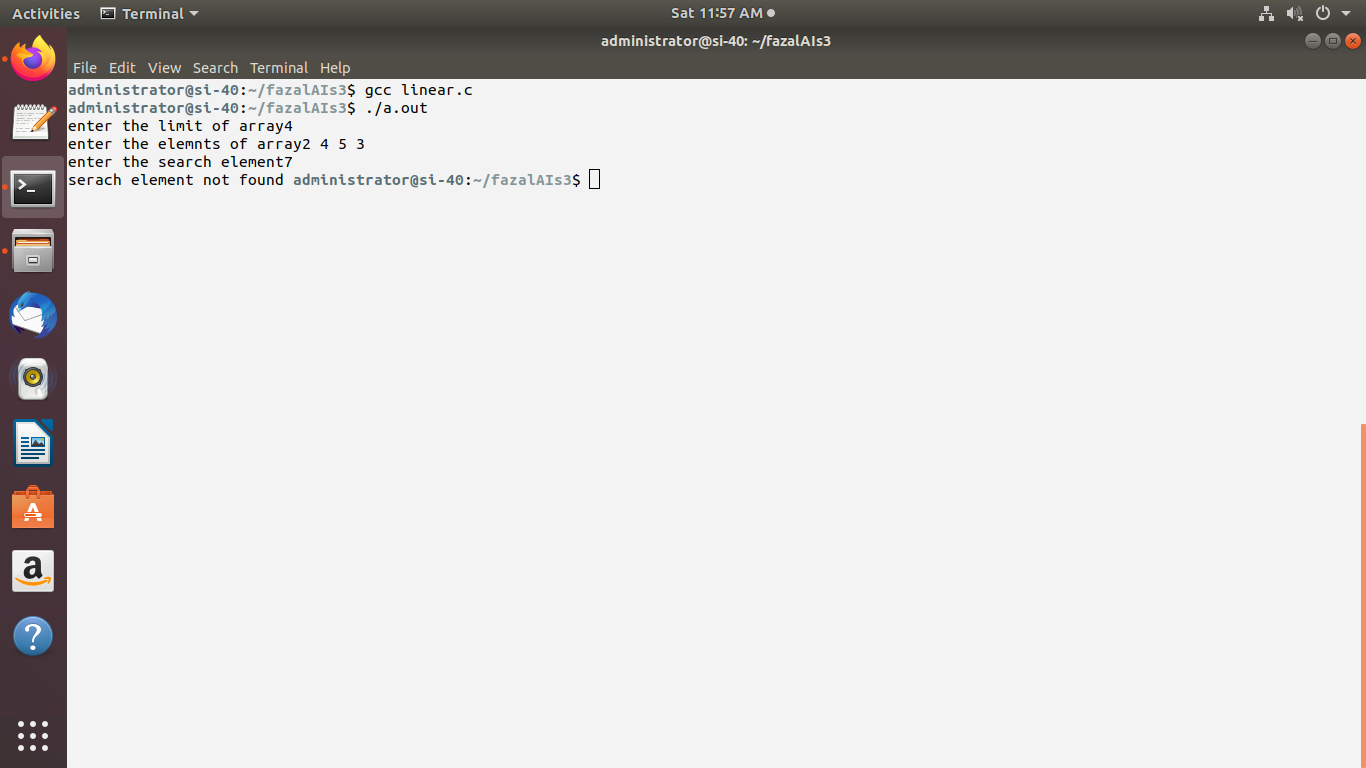 Activities Terminal Sat 11:57 AM
administrator@si-40: ~/fazalAIs3
File Edit View Search Terminal Help
administrator@si-40:~/fazalAIs3$ gcc linear.c
administrator@si-40:~/fazalAIs3$ ./a.out
enter the limit of array4
enter the elemnts of array2 4 5 3
enter the search element7
serach element not found administrator@si-40:~/fazalAIs3$